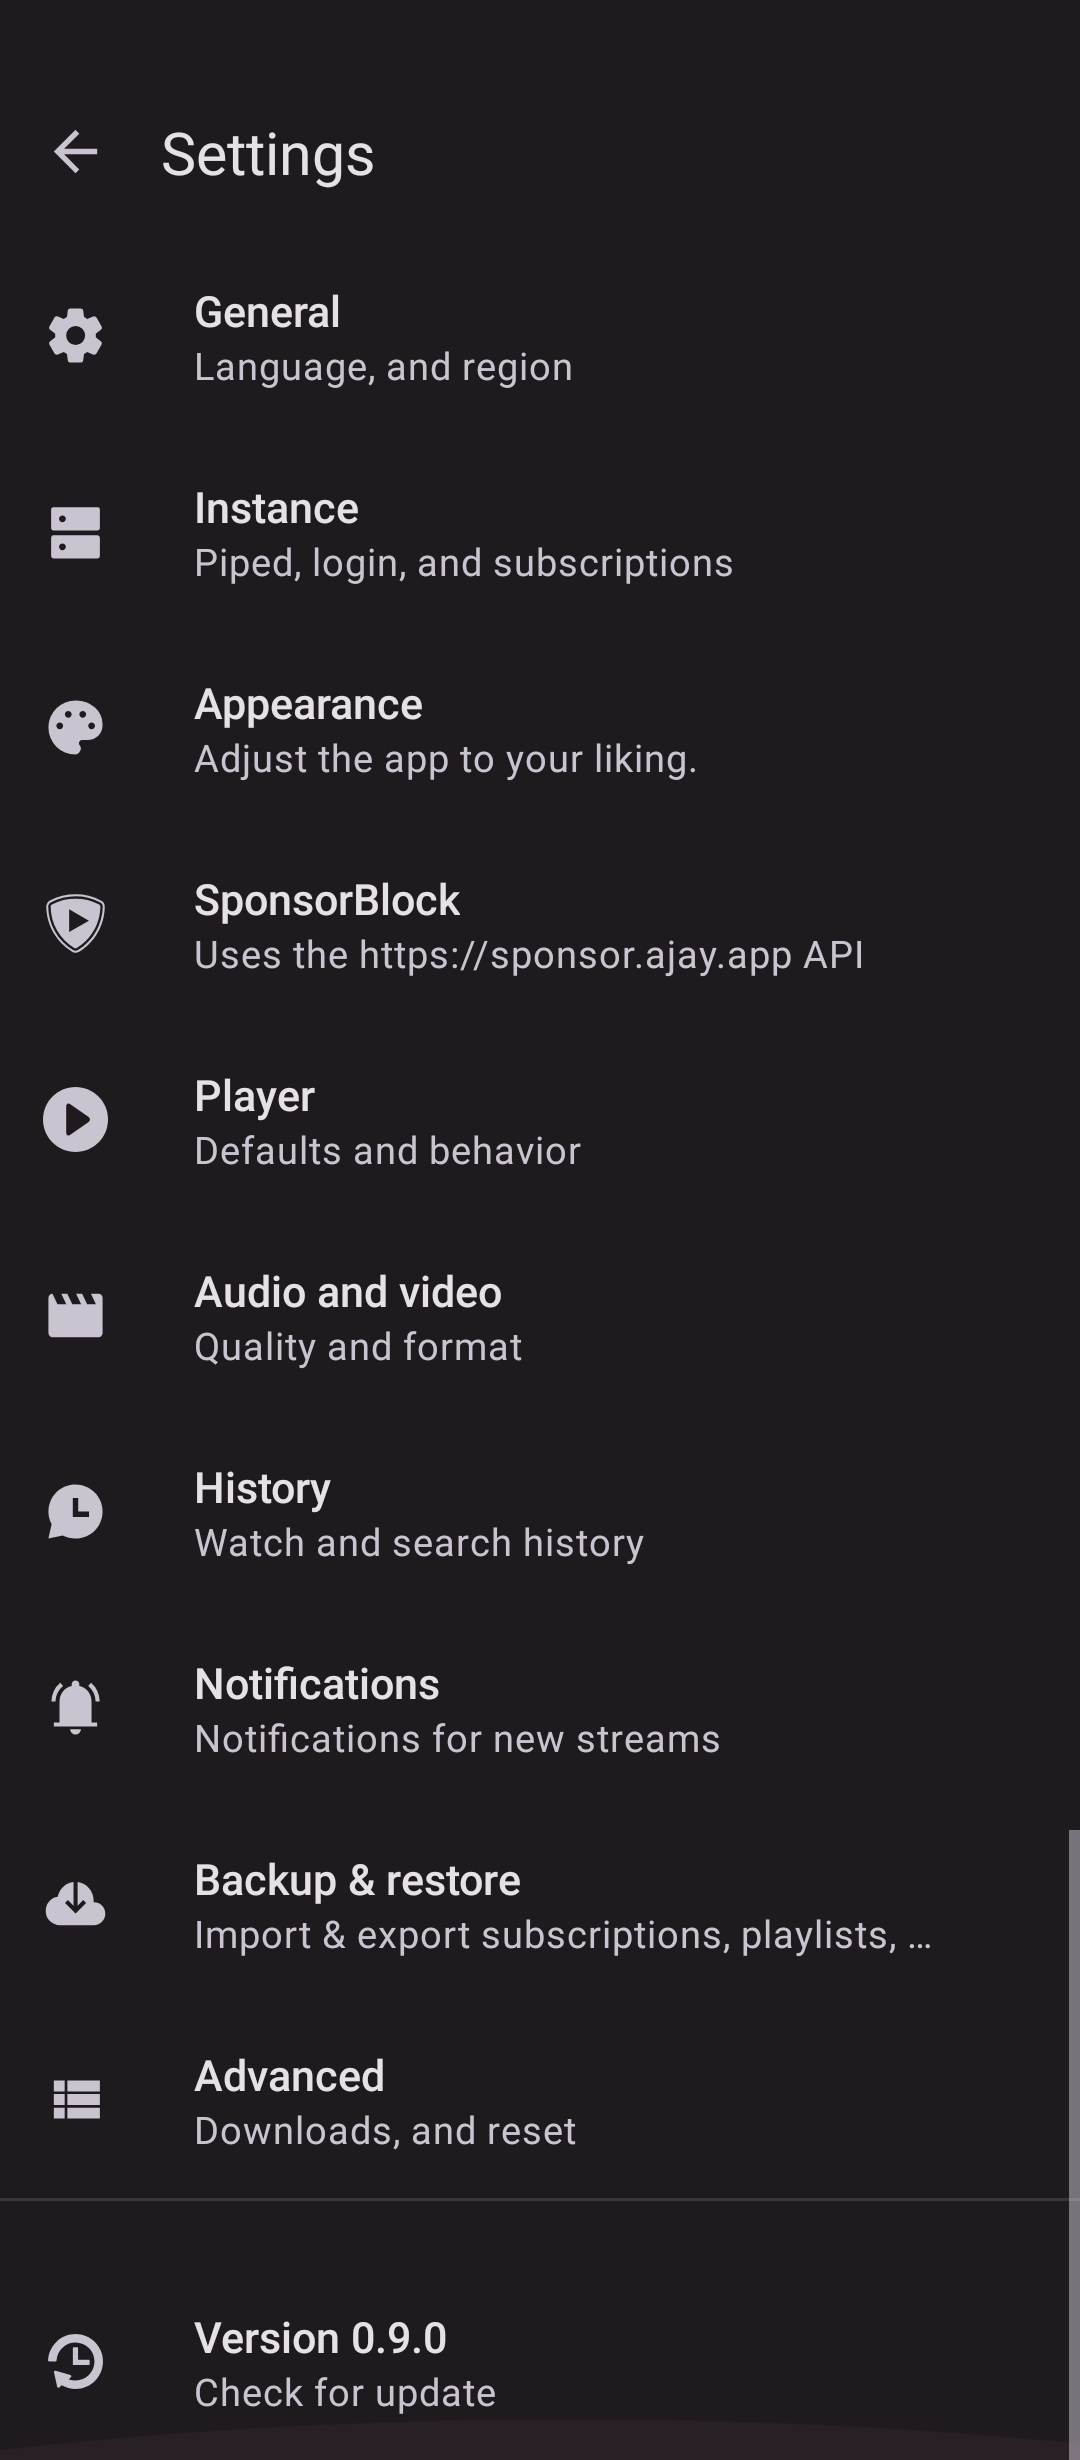 Settings
General
Language, and region
Instance
Piped, login, and subscriptions
Appearance
Adjust the app to your liking.
SponsorBlock
Uses the https://sponsor.ajay.app API
Player
Defaults and behavior
Audio and video
Quality and format
History
Watch and search history
Notifications
Notifications for new streams
Backup & restore
Import & export subscriptions, playlists, …
Advanced
Downloads, and reset
Version 0.9.0
Check for update